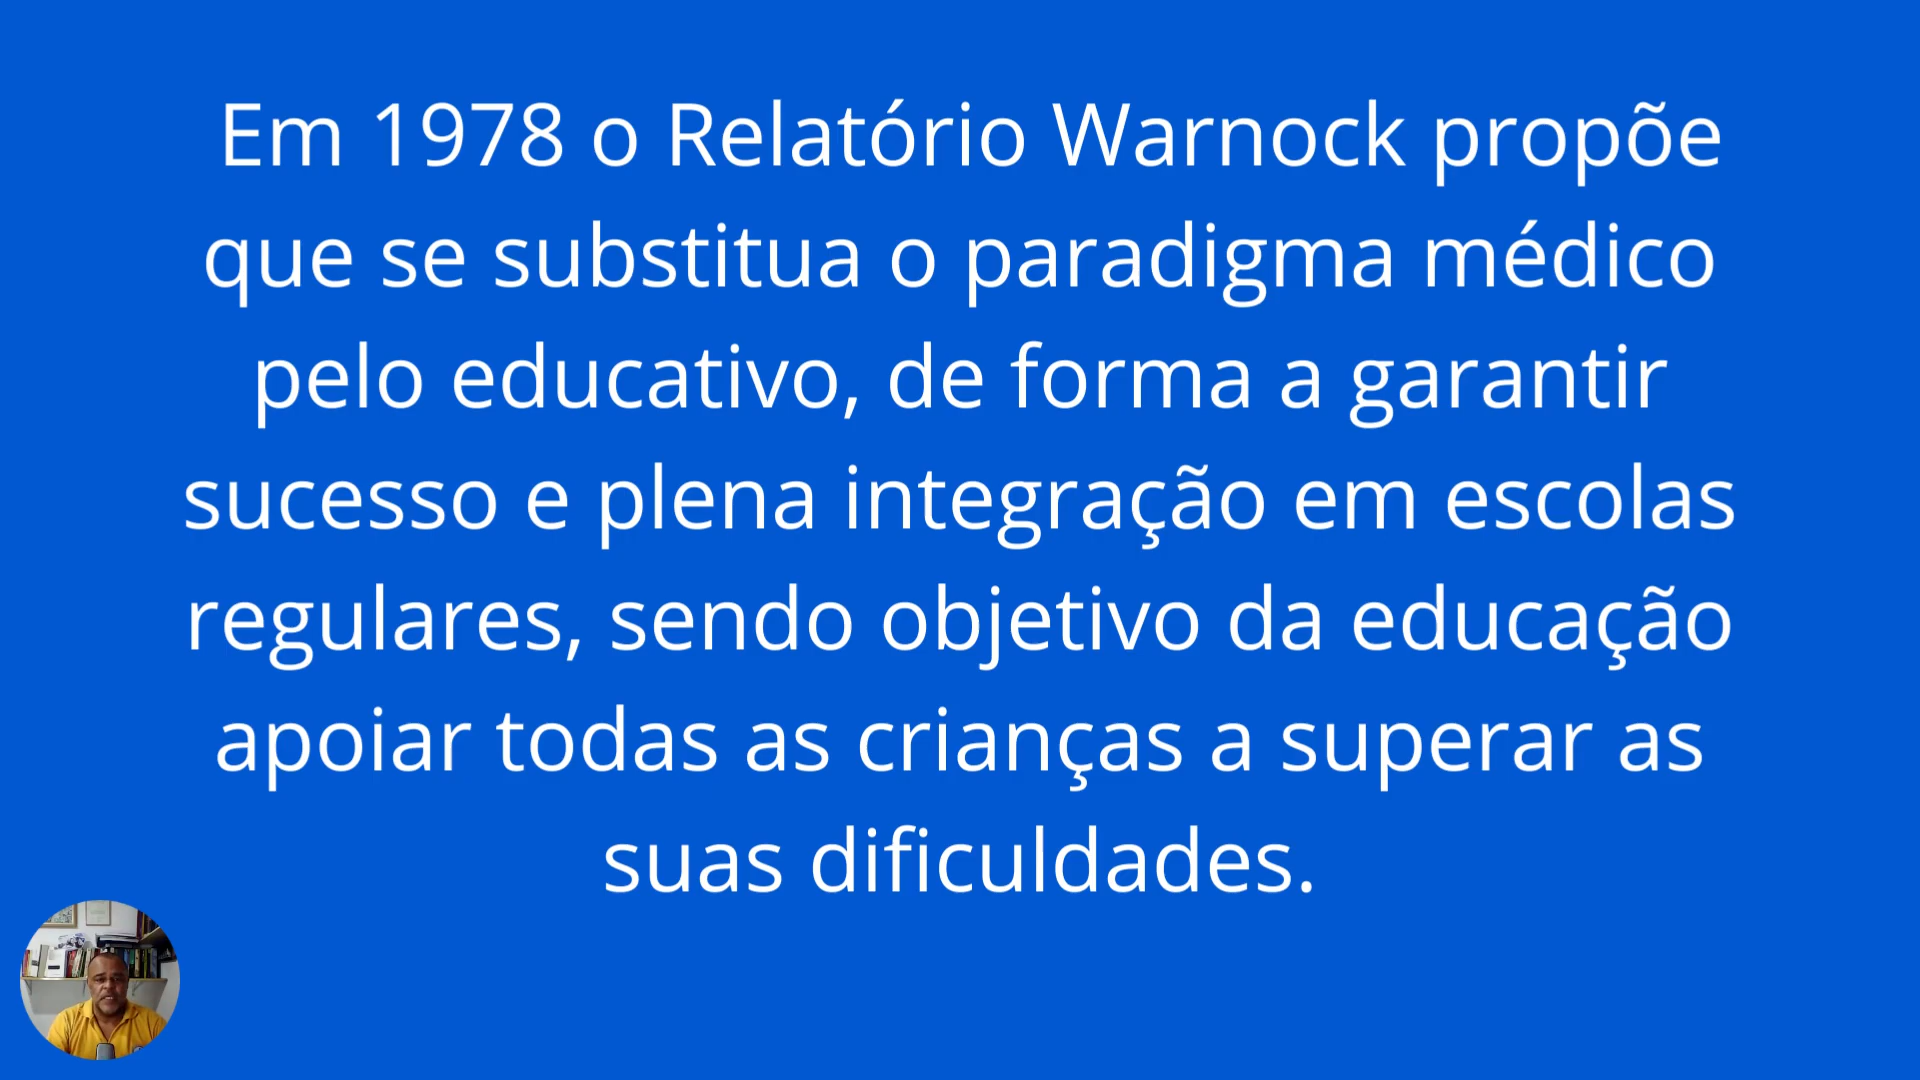 Em 1978 o Relatório Warnock propõe
que se substitua o paradigma médico
pelo educativo, de forma a garantir
sucesso e plena integração em escolas
regulares, sendo objetivo da educação
apoiar todas as crianças a superar as
suas dificuldades.